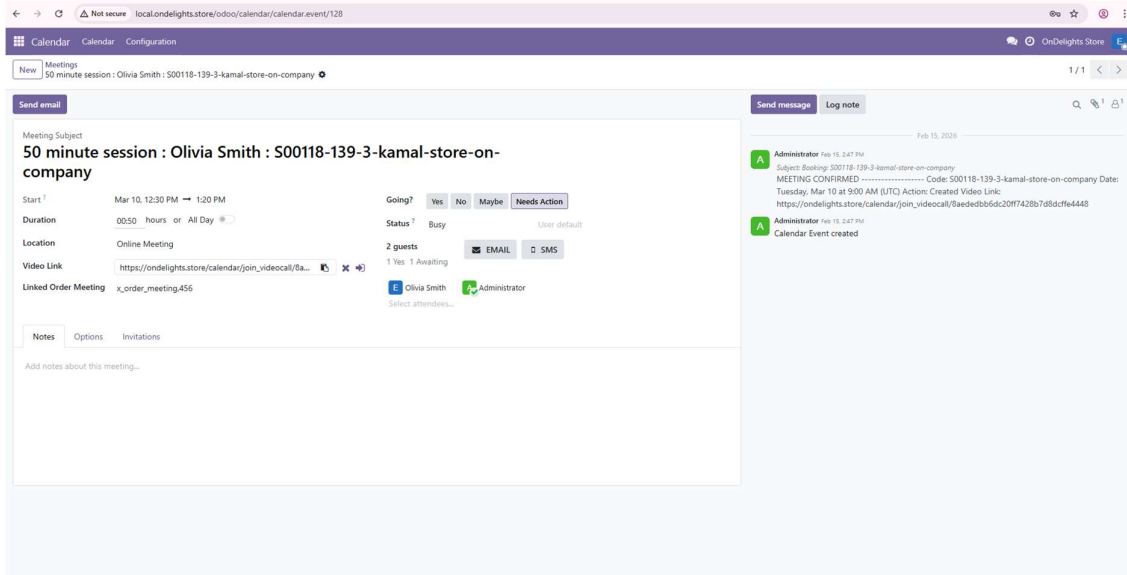 Not secure local.ondelights.store/odoo/calendar/calendar.event/128
Calendar Calendar Configuration OnDelights Store E
New Meetings
50 minute session : Olivia Smith : S00118-139-3-kamal-store-on-company
1 / 1
Send email
Send message Log note 1 1
Meeting Subject
50 minute session : Olivia Smith : S00118-139-3-kamal-store-on-
company
Start ? Mar 10, 12:30 PM → 1:20 PM
Duration 00:50 hours or All Day
Location Online Meeting
Video Link https://ondelights.store/calendar/join_videocall/8a...
Linked Order Meeting x_order_meeting,456
Going? Yes No Maybe Needs Action
Status ? Busy User default
2 guests EMAIL SMS
1 Yes 1 Awaiting
E Olivia Smith A Administrator
Select attendees...
Notes Options Invitations
Add notes about this meeting...
Feb 15, 2026
A Administrator Feb 15, 2:47 PM
Subject: Booking: S00118-139-3-kamal-store-on-company
MEETING CONFIRMED ------------------- Code: S00118-139-3-kamal-store-on-company Date:
Tuesday, Mar 10 at 9:00 AM (UTC) Action: Created Video Link:
https://ondelights.store/calendar/join_videocall/8aededbb6dc20ff7428b7d8dcffe4448
A Administrator Feb 15, 2:47 PM
Calendar Event created